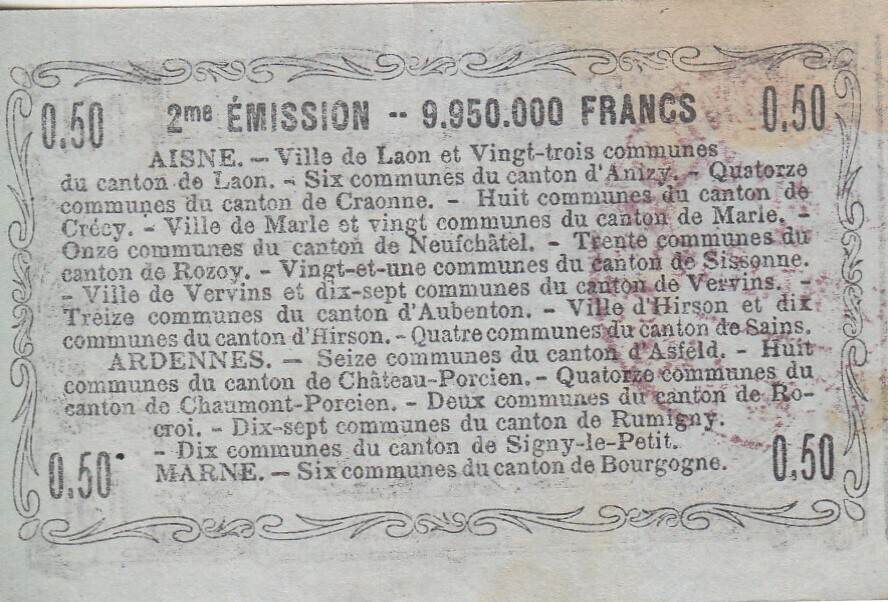 0.50 2me ÉMISSION -- 9.950.000 FRANCS 0.50
AISNE. — Ville de Laon et Vingt-trois communes
du canton de Laon. - Six communes du canton d'Anizy. - Quatorze
communes du canton de Craonne. - Huit communes du canton de
Crécy. - Ville de Marle et vingt communes du canton de Marle. -
Onze communes du canton de Neufchâtel. - Trente communes du
canton de Rozoy. - Vingt-et-une communes du canton de Sissonne.
- Ville de Vervins et dix-sept communes du canton de Vervins. -
Treize communes du canton d'Aubenton. - Ville d'Hirson et dix
communes du canton d'Hirson. - Quatre communes du canton de Sains.
ARDENNES. — Seize communes du canton d'Asfeld. - Huit
communes du canton de Château-Porcien. - Quatorze communes du
canton de Chaumont-Porcien. - Deux communes du canton de Ro-
croi. - Dix-sept communes du canton de Rumigny.
- Dix communes du canton de Signy-le-Petit.
MARNE. — Six communes du canton de Bourgogne.
0.50 0.50